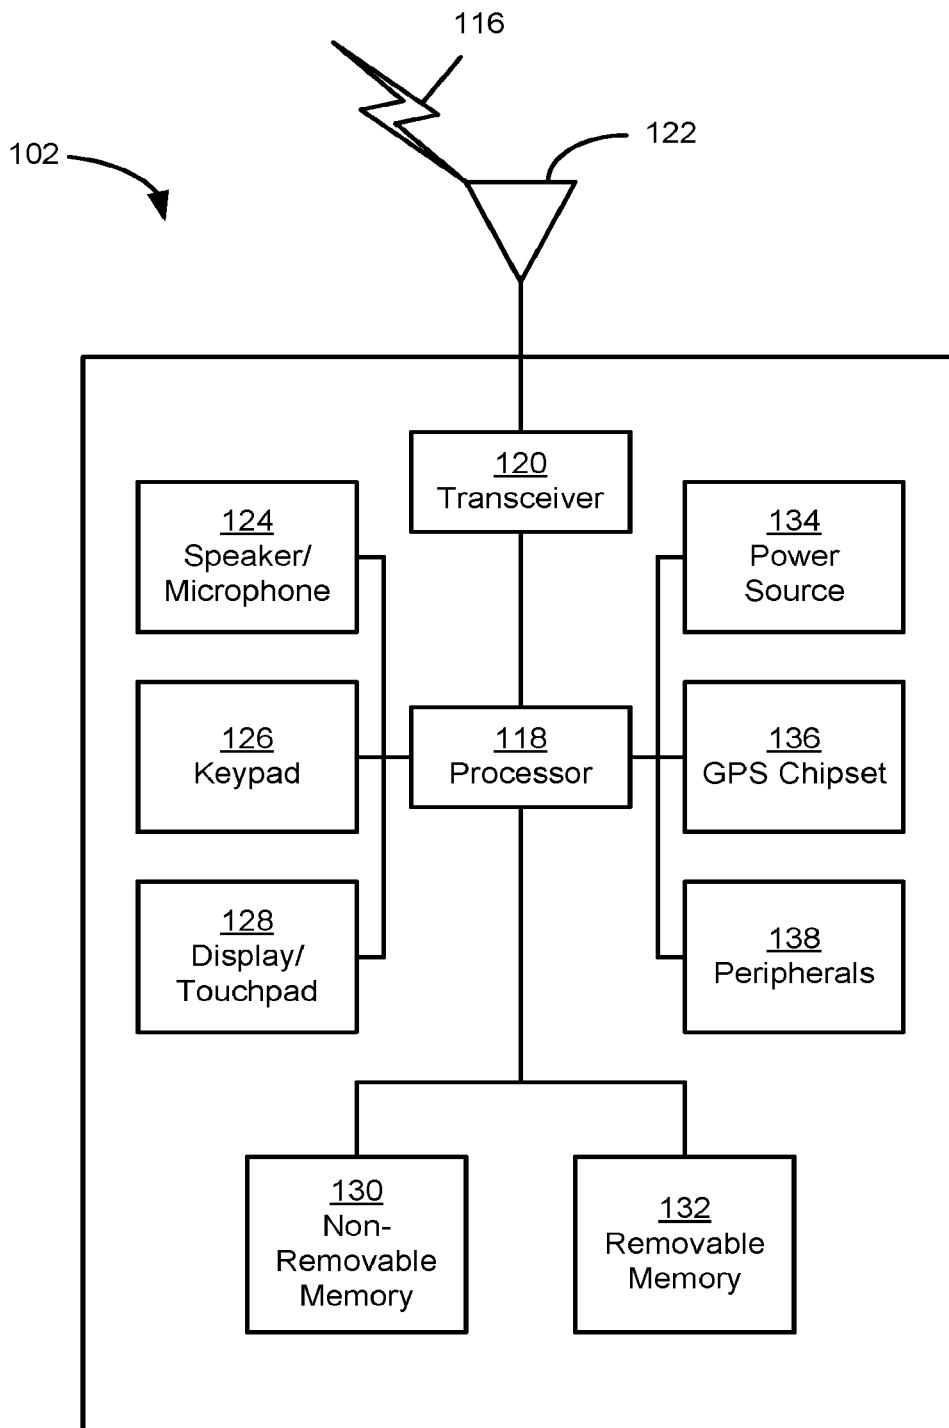 116
122
102
120
Transceiver
124
Speaker/
Microphone
134
Power
Source
126
Keypad
118
Processor
136
GPS Chipset
128
Display/
Touchpad
138
Peripherals
130
Non-
Removable
Memory
132
Removable
Memory